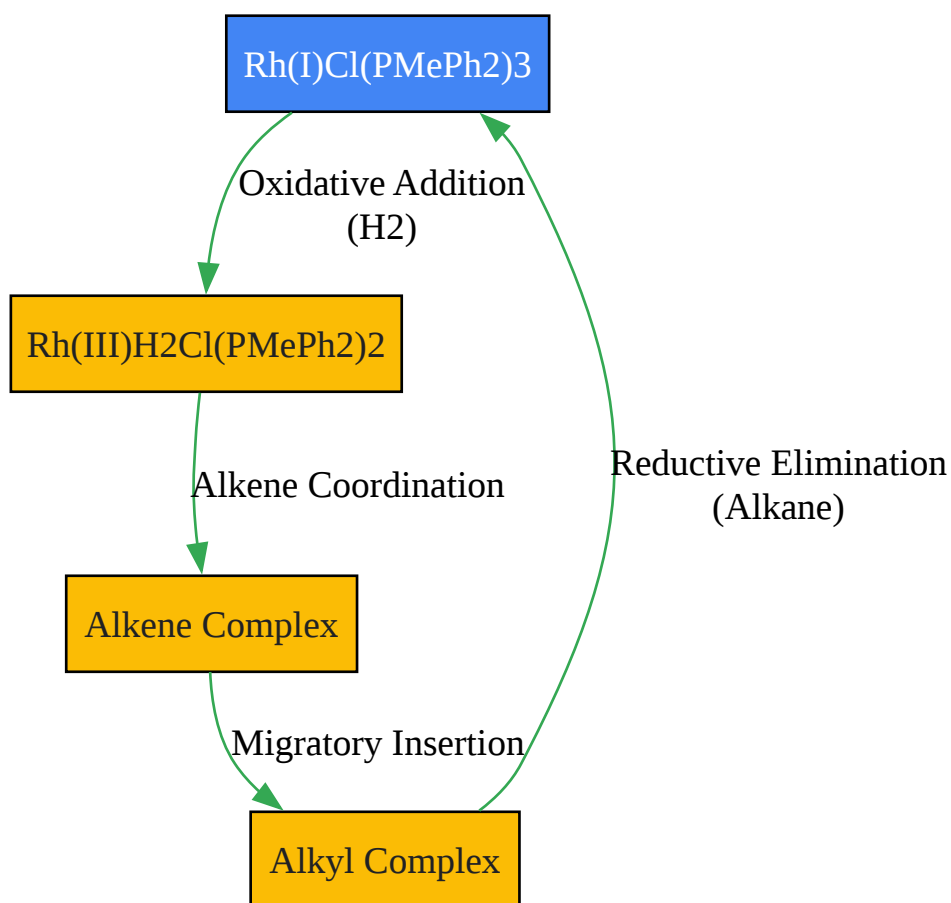 Rh(I)Cl(PMePh2)3
Oxidative Addition
(H2)
Rh(III)H2Cl(PMePh2)2
Alkene Coordination
Reductive Elimination
(Alkane)
Alkene Complex
Migratory Insertion
Alkyl Complex